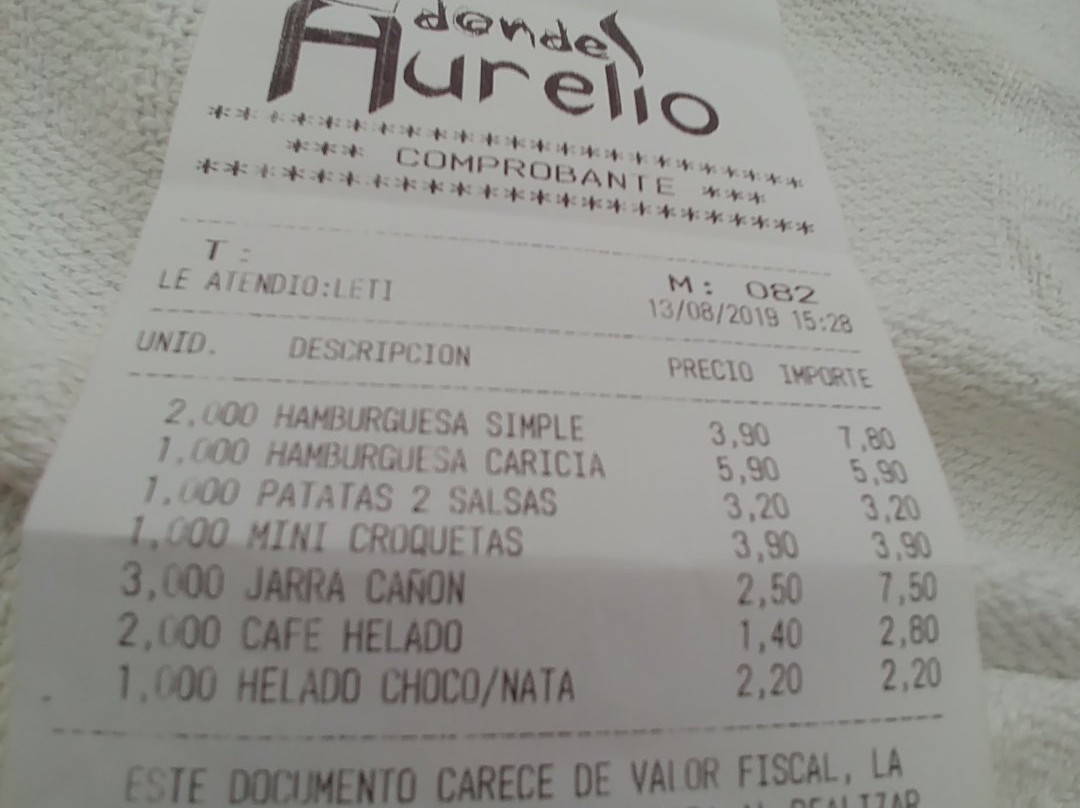 donde
Aurelio
******************************
*** COMPROBANTE ***
******************************
T:
M: 082
LE ATENDIO:LETI
13/08/2019 15:28
UNID. DESCRIPCION PRECIO IMPORTE
2,000 HAMBURGUESA SIMPLE 3,90 7,80
1,000 HAMBURGUESA CARICIA 5,90 5,90
1,000 PATATAS 2 SALSAS 3,20 3,20
1,000 MINI CROQUETAS 3,90 3,90
3,000 JARRA CAÑON 2,50 7,50
2,000 CAFE HELADO 1,40 2,80
1,000 HELADO CHOCO/NATA 2,20 2,20
ESTE DOCUMENTO CARECE DE VALOR FISCAL, LA
REALIZAR